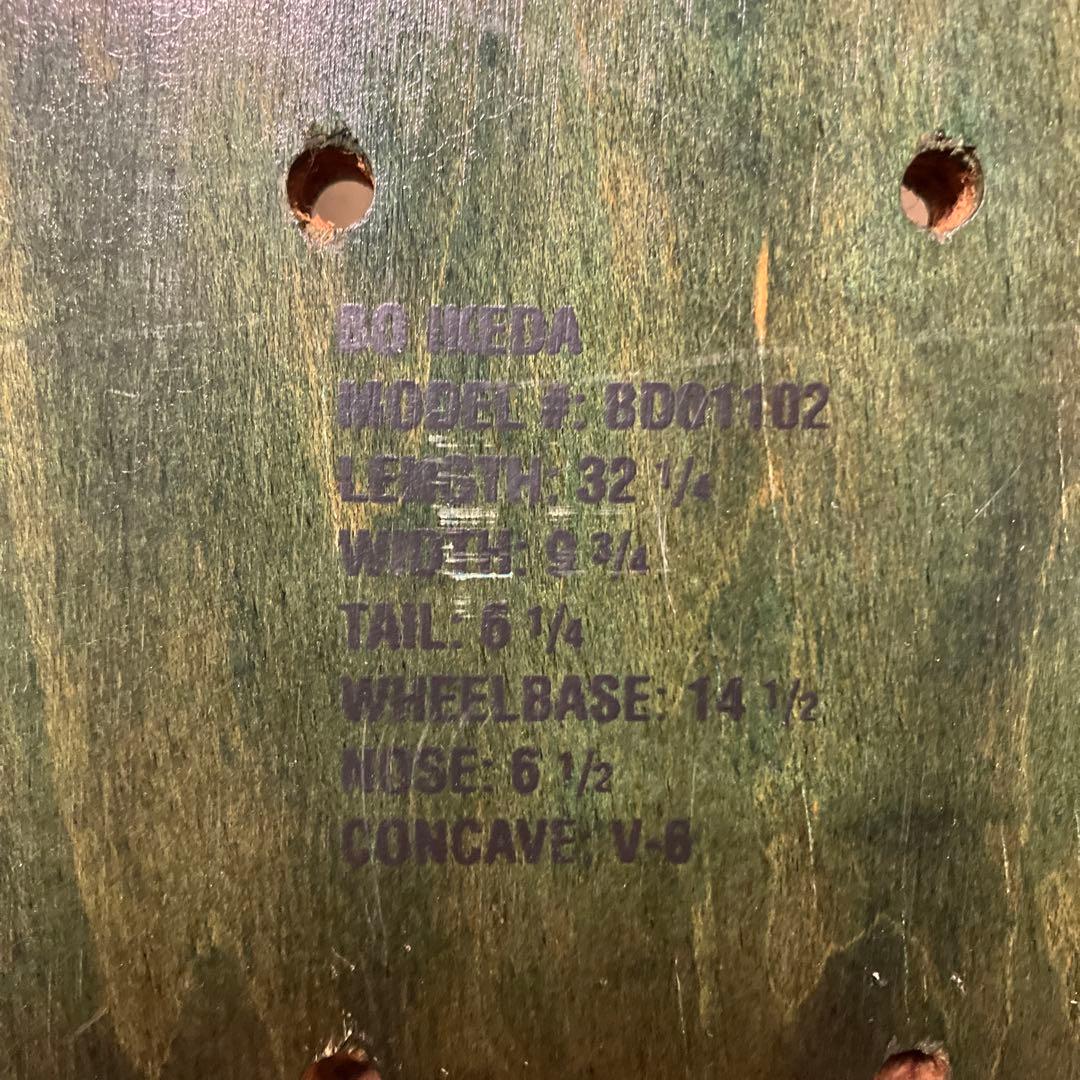 BO IKEDA
MODEL #: BD01102
LENGTH: 32 1/4
WIDTH: 9 3/4
TAIL: 6 1/4
WHEELBASE: 14 1/2
NOSE: 6 1/2
CONCAVE: V-6